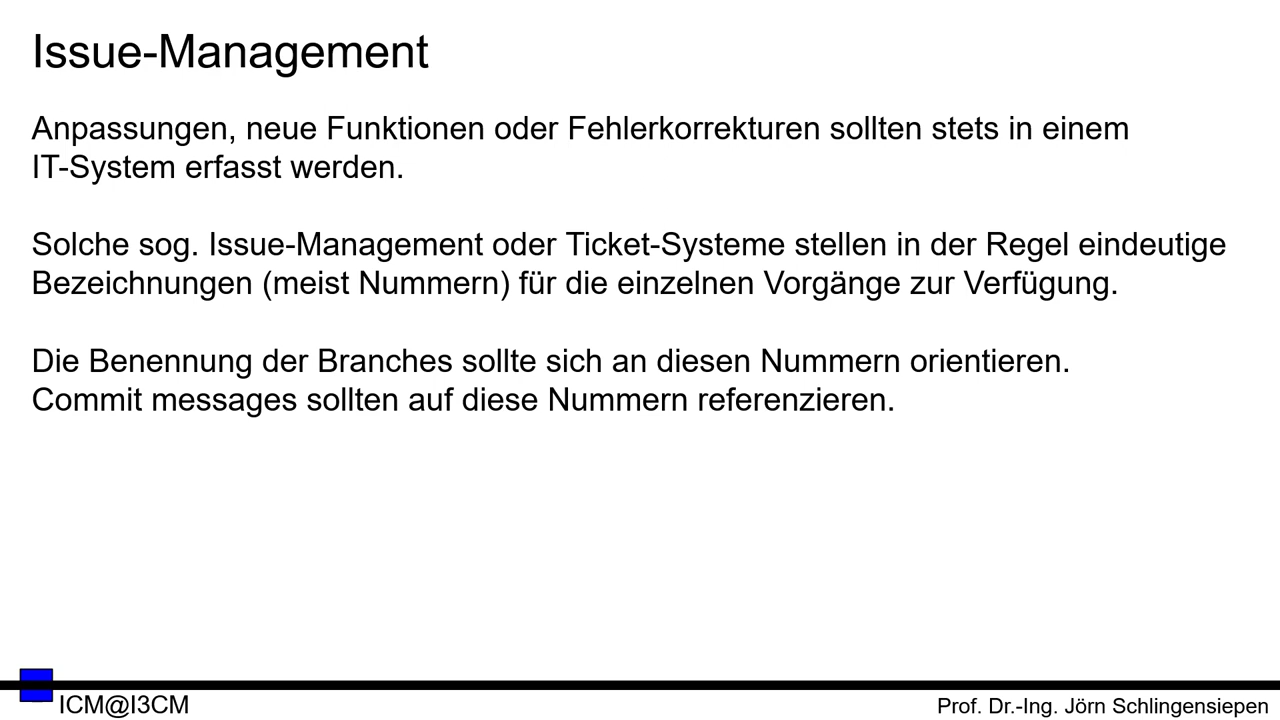 Issue-Management
Anpassungen, neue Funktionen oder Fehlerkorrekturen sollten stets in einem
IT-System erfasst werden.
Solche sog. Issue-Management oder Ticket-Systeme stellen in der Regel eindeutige
Bezeichnungen (meist Nummern) für die einzelnen Vorgänge zur Verfügung.
Die Benennung der Branches sollte sich an diesen Nummern orientieren.
Commit messages sollten auf diese Nummern referenzieren.
ICM@I3CM
Prof. Dr.-Ing. Jörn Schlingensiepen